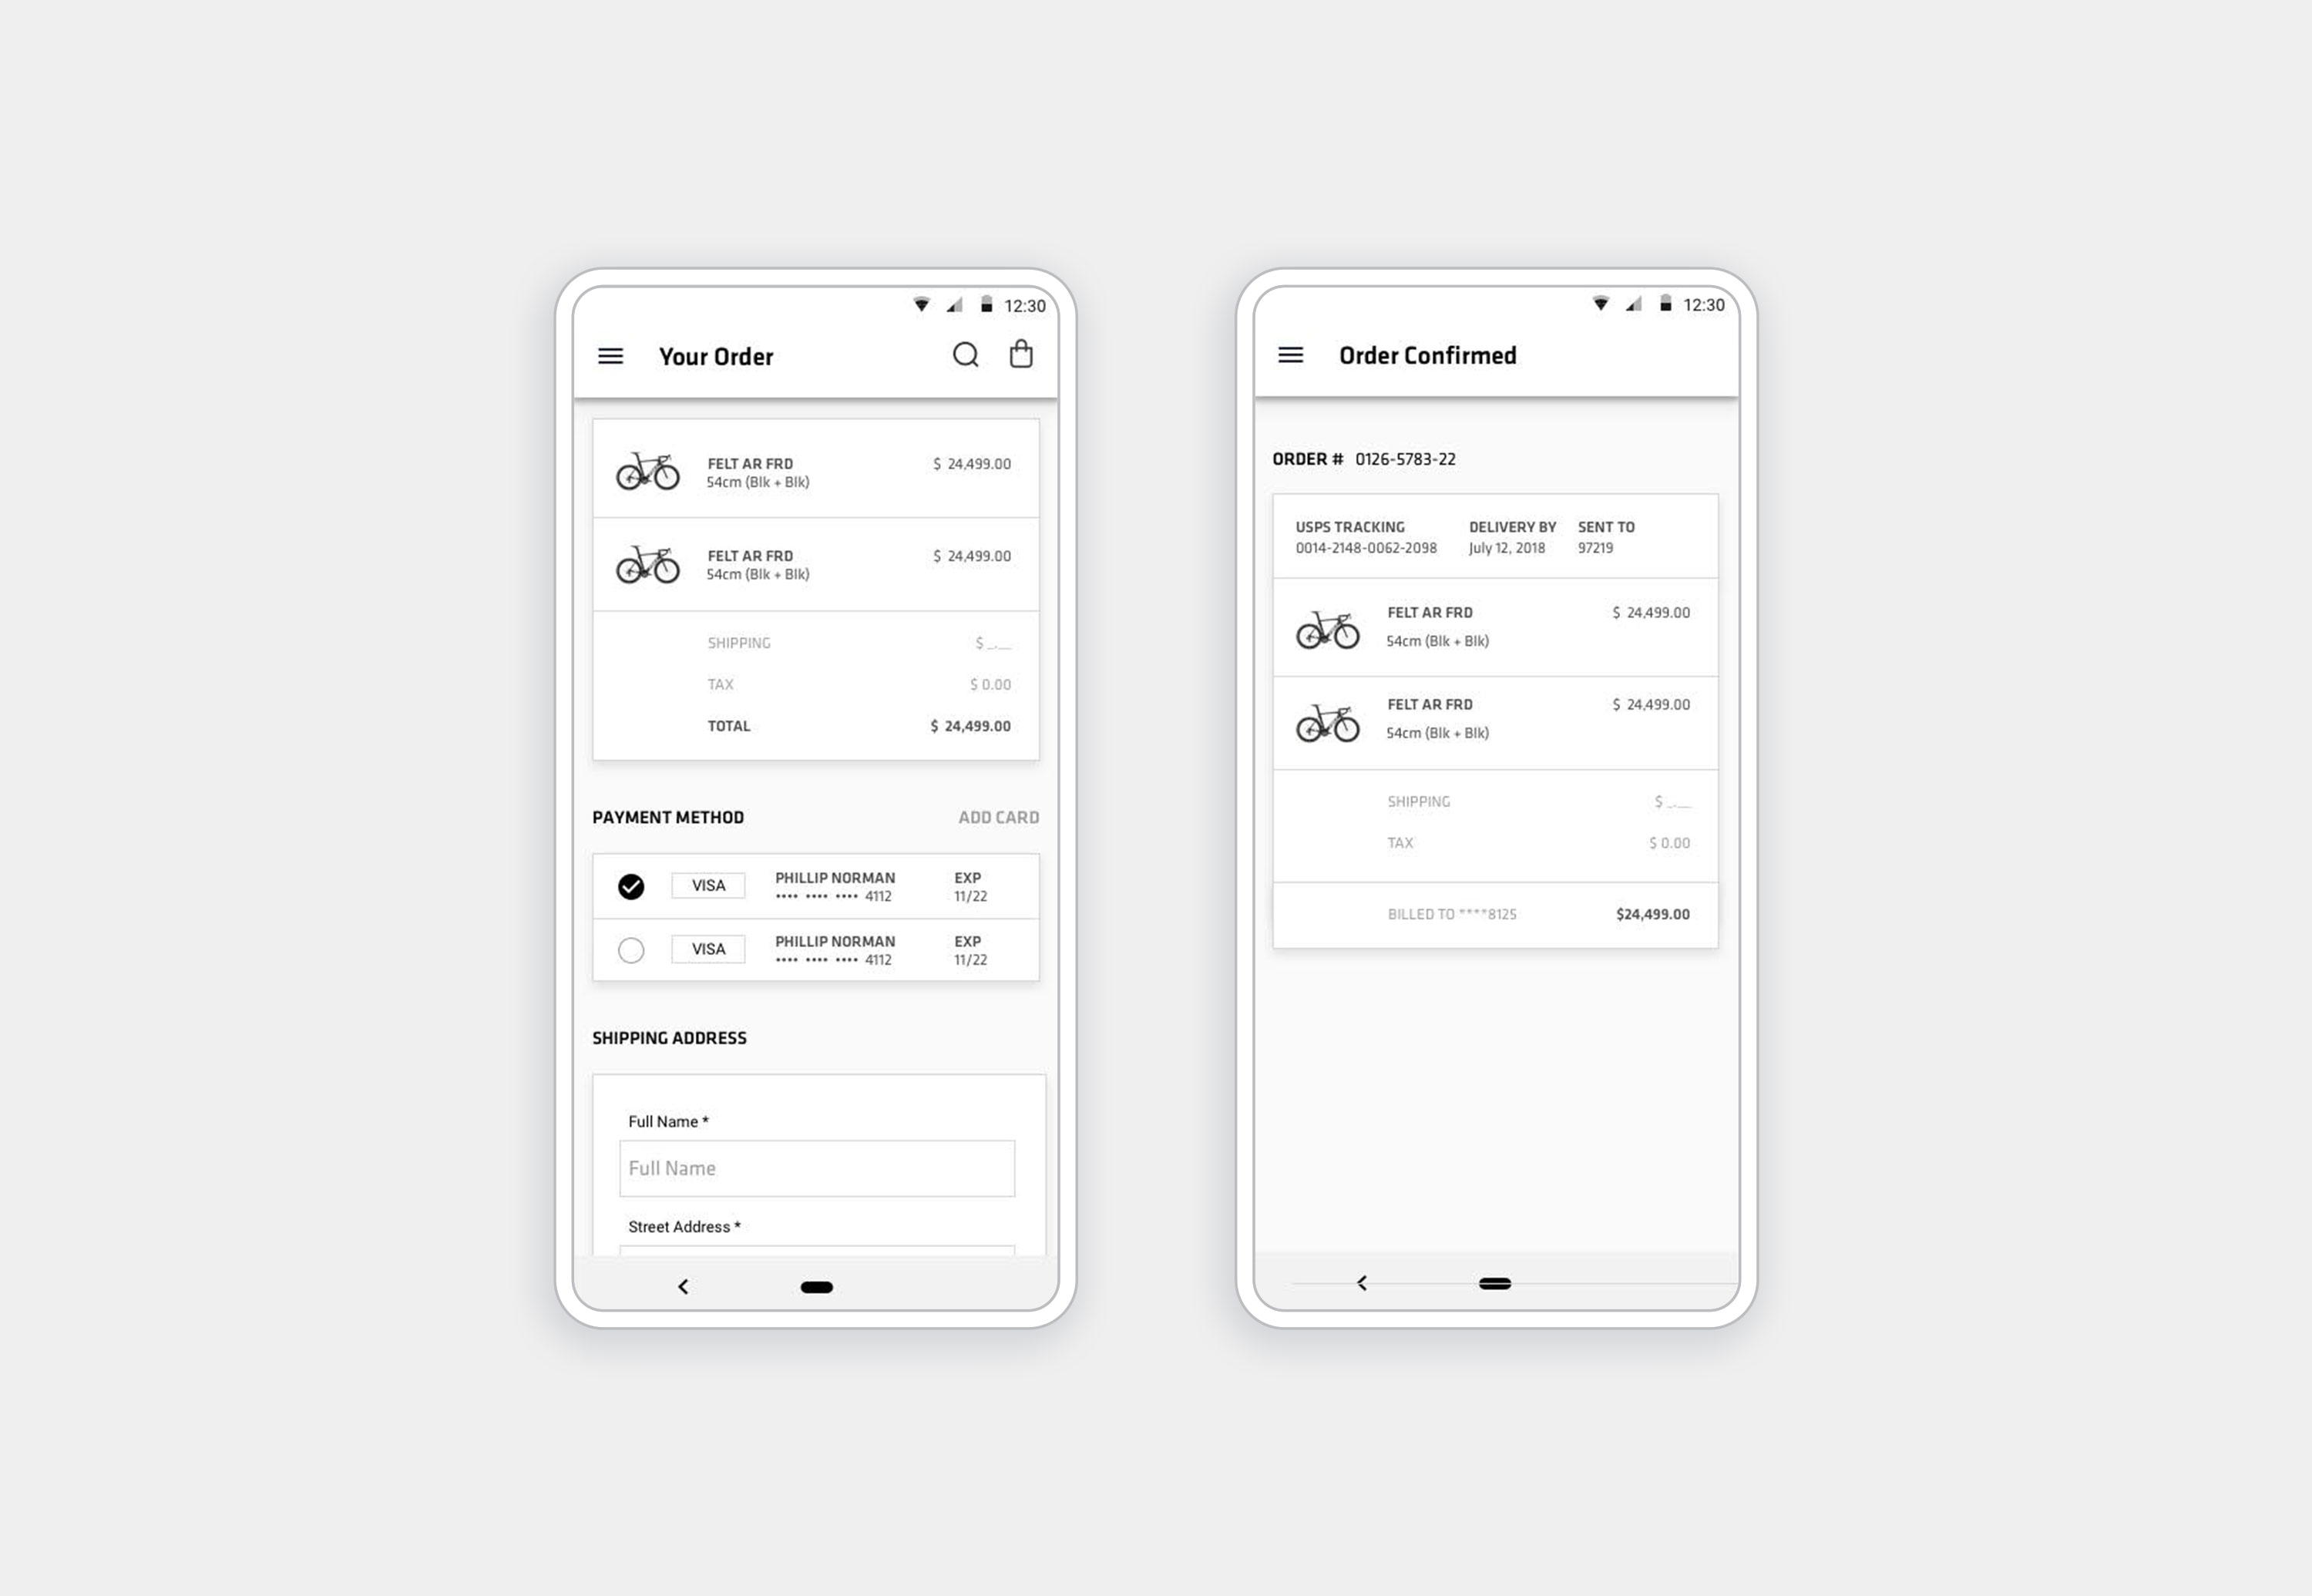 12:30
Your Order
FELT AR FRD $ 24,499.00
54cm (Blk + Blk)
FELT AR FRD $ 24,499.00
54cm (Blk + Blk)
SHIPPING $ _.__
TAX $ 0.00
TOTAL $ 24,499.00
PAYMENT METHOD ADD CARD
VISA PHILLIP NORMAN EXP
•••• •••• •••• 4112 11/22
VISA PHILLIP NORMAN EXP
•••• •••• •••• 4112 11/22
SHIPPING ADDRESS
Full Name *
Full Name
Street Address *
12:30
Order Confirmed
ORDER # 0126-5783-22
USPS TRACKING DELIVERY BY SENT TO
0014-2148-0062-2098 July 12, 2018 97219
FELT AR FRD $ 24,499.00
54cm (Blk + Blk)
FELT AR FRD $ 24,499.00
54cm (Blk + Blk)
SHIPPING $ _.__
TAX $ 0.00
BILLED TO ****8125 $24,499.00